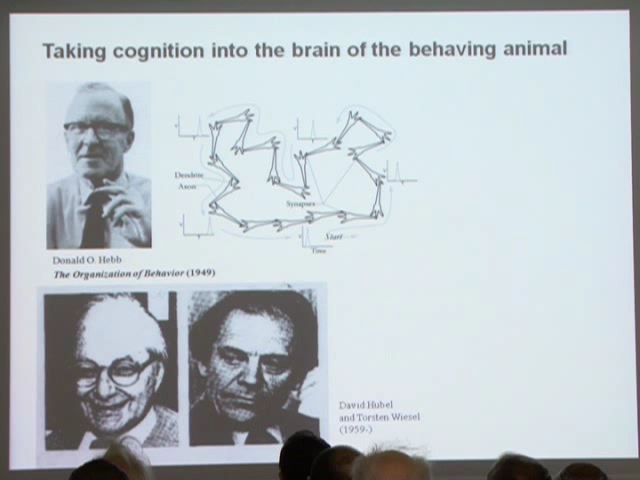 Taking cognition into the brain of the behaving animal
Dendrite
Axon
Synapses
Start
Time
Donald O. Hebb
The Organization of Behavior (1949)
David Hubel
and Torsten Wiesel
(1959-)